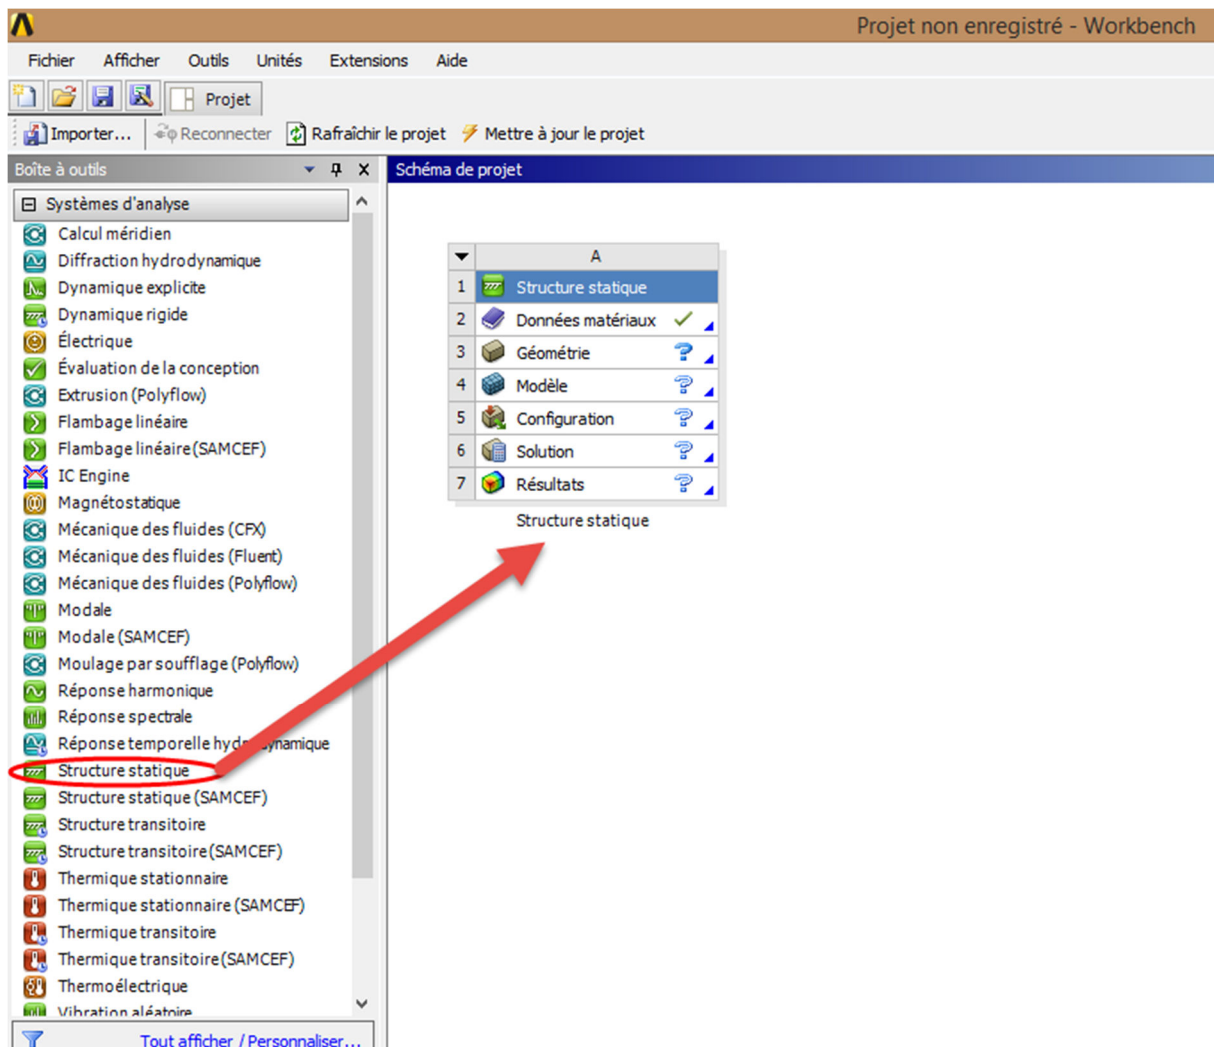 Projet non enregistré - Workbench
Fichier Afficher Outils Unités Extensions Aide
Projet
Importer... Reconnecter Rafraîchir le projet Mettre à jour le projet
Boîte à outils
Schéma de projet
Systèmes d'analyse
Calcul méridien
Diffraction hydrodynamique
Dynamique explicite
Dynamique rigide
Électrique
Évaluation de la conception
Extrusion (Polyflow)
Flambage linéaire
Flambage linéaire (SAMCEF)
IC Engine
Magnétostatique
Mécanique des fluides (CFX)
Mécanique des fluides (Fluent)
Mécanique des fluides (Polyflow)
Modale
Modale (SAMCEF)
Moulage par soufflage (Polyflow)
Réponse harmonique
Réponse spectrale
Réponse temporelle hydrodynamique
Structure statique
Structure statique (SAMCEF)
Structure transitoire
Structure transitoire (SAMCEF)
Thermique stationnaire
Thermique stationnaire (SAMCEF)
Thermique transitoire
Thermique transitoire (SAMCEF)
Thermoélectrique
Vibration aléatoire
Tout afficher / Personnaliser...
A
1 Structure statique
2 Données matériaux
3 Géométrie
4 Modèle
5 Configuration
6 Solution
7 Résultats
Structure statique